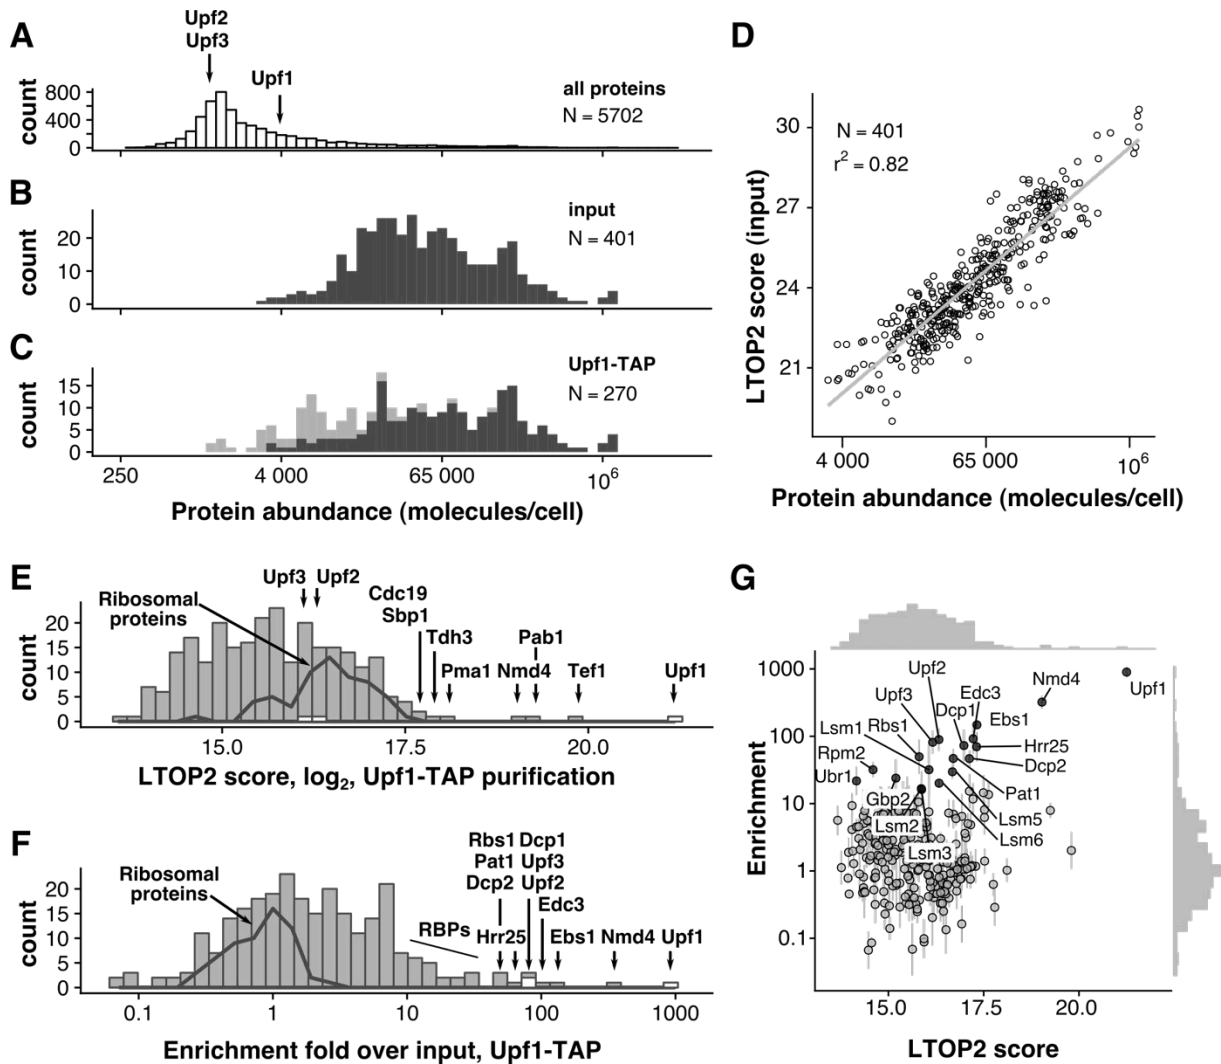 A
Upf2
Upf3
Upf1
all proteins
N = 5702
count
800
400
0
B
input
N = 401
count
20
10
0
C
Upf1-TAP
N = 270
count
15
10
5
0
250
4 000
65 000
10⁶
Protein abundance (molecules/cell)
D
N = 401
r² = 0.82
LTOP2 score (input)
30
27
24
21
4 000
65 000
10⁶
Protein abundance (molecules/cell)
E
Upf3
Upf2
Cdc19
Sbp1
Ribosomal
proteins
Tdh3
Pab1
Pma1
Nmd4
Tef1
Upf1
count
20
15
10
5
0
15.0
17.5
20.0
LTOP2 score, log₂, Upf1-TAP purification
F
Rbs1 Dcp1
Pat1 Upf3
Dcp2 Upf2
Ribosomal
proteins
Edc3
RBPs
Hrr25
Ebs1
Nmd4
Upf1
count
20
15
10
5
0
0.1
1
10
100
1000
Enrichment fold over input, Upf1-TAP
G
Enrichment
1000
100
10
1
0.1
Upf2
Upf3
Edc3
Nmd4
Upf1
Dcp1
Ebs1
Lsm1
Rbs1
Hrr25
Rpm2
Dcp2
Ubr1
Pat1
Gbp2
Lsm5
Lsm2
Lsm6
Lsm3
15.0
17.5
20.0
LTOP2 score